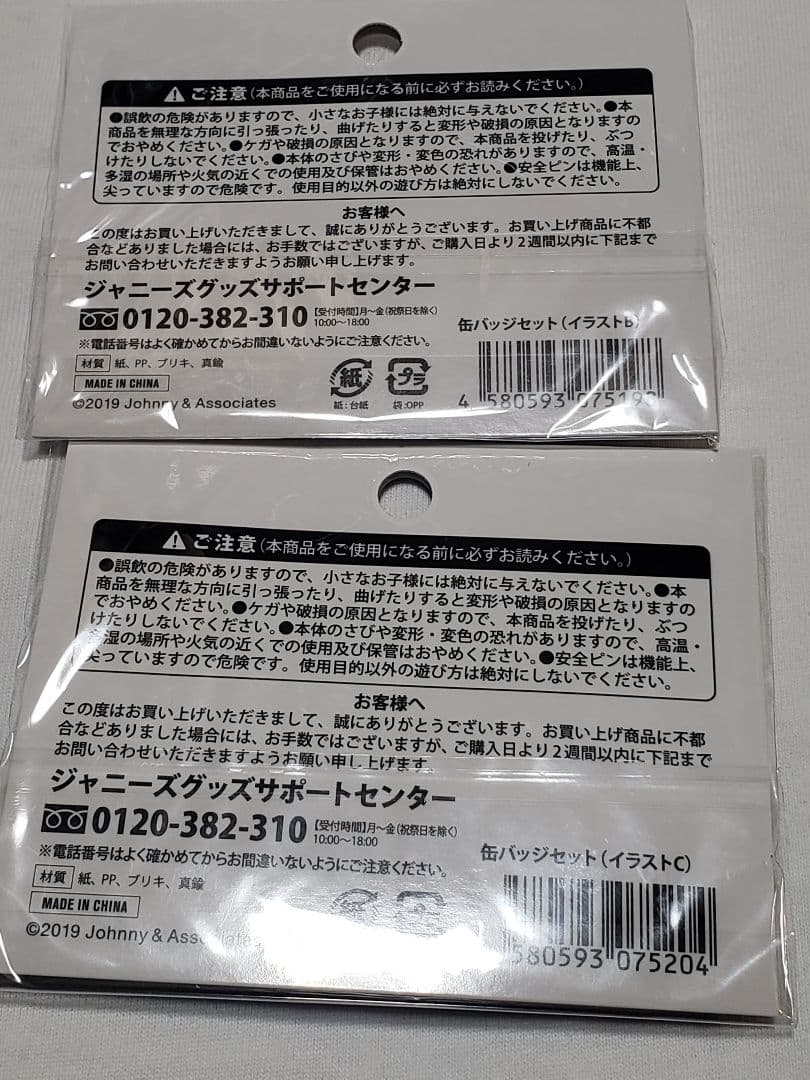 ⚠ご注意(本商品をご使用になる前に必ずお読みください。)
●誤飲の危険がありますので、小さなお子様には絶対に与えないでください。●本
商品を無理な方向に引っ張ったり、曲げたりすると変形や破損の原因となりますの
でおやめください。●ケガや破損の原因となりますので、本商品を投げたり、ぶつ
けたりしないでください。●本体のさびや変形・変色の恐れがありますので、高温・
多湿の場所や火気の近くでの使用及び保管はおやめください。●安全ピンは機能上、
尖っていますので危険です。使用目的以外の遊び方は絶対にしないでください。
お客様へ
この度はお買い上げいただきまして、誠にありがとうございます。お買い上げ商品に不都
合などありました場合には、お手数ではございますが、ご購入日より2週間以内に下記まで
お問い合わせいただきますようお願い申し上げます。
ジャニーズグッズサポートセンター
0120-382-310 【受付時間】月～金(祝祭日を除く)
10:00～18:00
※電話番号はよく確かめてからお間違いないようにご注意ください。
缶バッジセット(イラストB)
材質 紙、PP、ブリキ、真鍮
MADE IN CHINA
紙 プラ
紙:台紙 袋:OPP
©2019 Johnny & Associates
4 580593
⚠ご注意(本商品をご使用になる前に必ずお読みください。)
●誤飲の危険がありますので、小さなお子様には絶対に与えないでください。●本
商品を無理な方向に引っ張ったり、曲げたりすると変形や破損の原因となりますの
でおやめください。●ケガや破損の原因となりますので、本商品を投げたり、ぶつ
けたりしないでください。●本体のさびや変形・変色の恐れがありますので、高温・
多湿の場所や火気の近くでの使用及び保管はおやめください。●安全ピンは機能上、
尖っていますので危険です。使用目的以外の遊び方は絶対にしないでください。
お客様へ
この度はお買い上げいただきまして、誠にありがとうございます。お買い上げ商品に不都
合などありました場合には、お手数ではございますが、ご購入日より2週間以内に下記まで
お問い合わせいただきますようお願い申し上げます。
ジャニーズグッズサポートセンター
0120-382-310 【受付時間】月～金(祝祭日を除く)
10:00～18:00
※電話番号はよく確かめてからお間違いないようにご注意ください。
缶バッジセット(イラストC)
材質 紙、PP、ブリキ、真鍮
MADE IN CHINA
©2019 Johnny & Associates
580593 075204